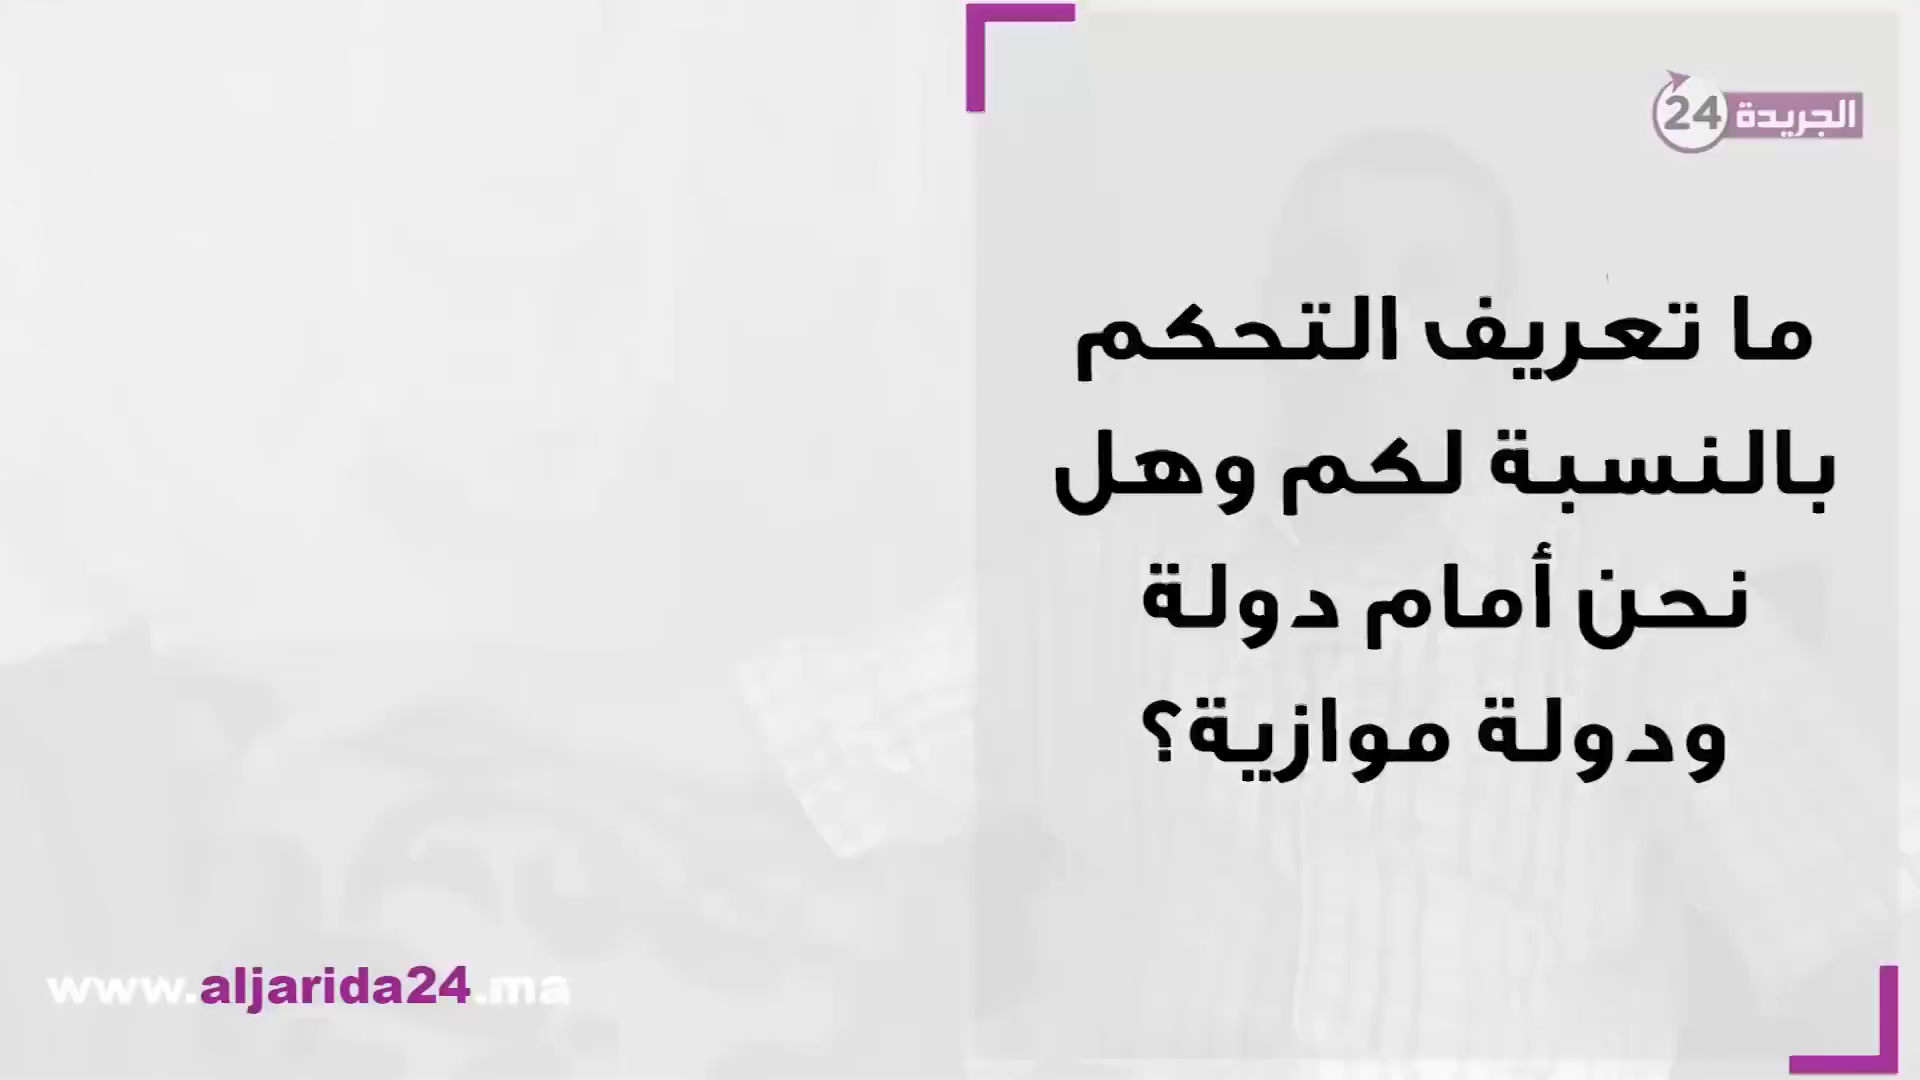 الجريدة 24
ما تعريف التحكم
بالنسبة لكم وهل
نحن أمام دولة
ودولة موازية؟
www.aljarida24.ma